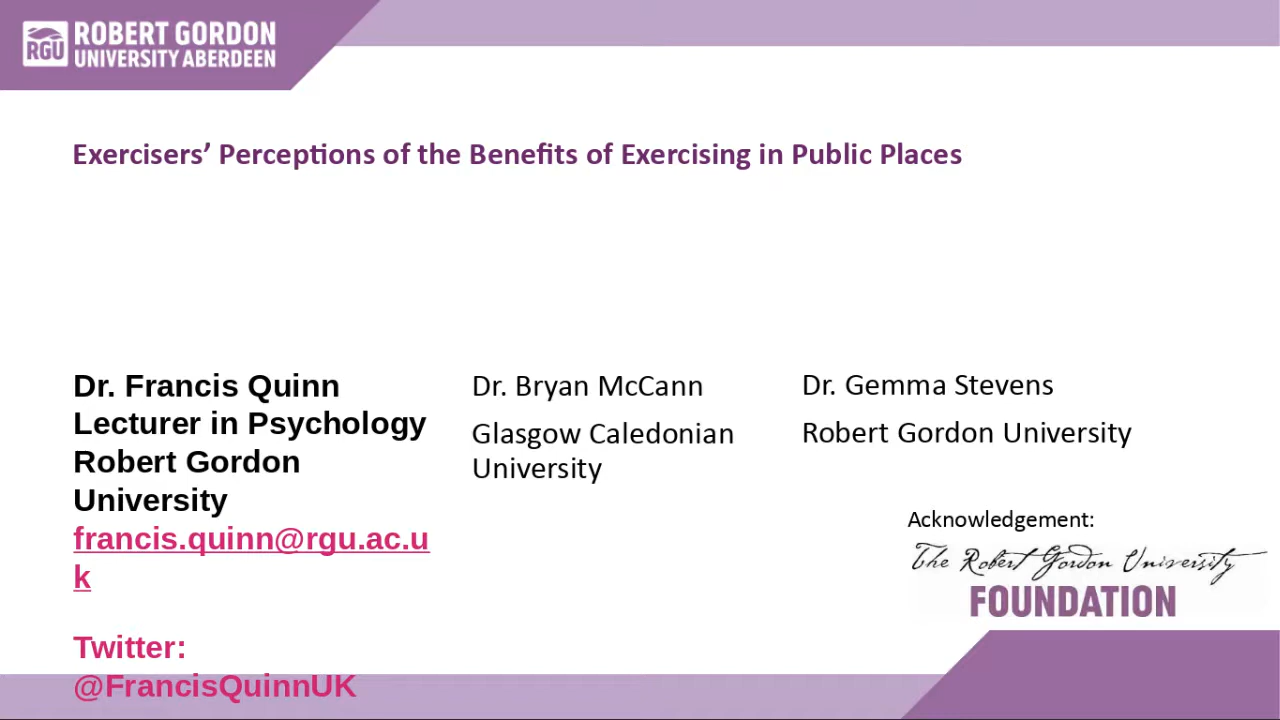 RGU
ROBERT GORDON
UNIVERSITY ABERDEEN
Exercisers’ Perceptions of the Benefits of Exercising in Public Places
Dr. Francis Quinn
Lecturer in Psychology
Robert Gordon
University
francis.quinn@rgu.ac.u
k
Twitter:
@FrancisQuinnUK
Dr. Bryan McCann
Glasgow Caledonian
University
Dr. Gemma Stevens
Robert Gordon University
Acknowledgement:
The Robert Gordon University
FOUNDATION